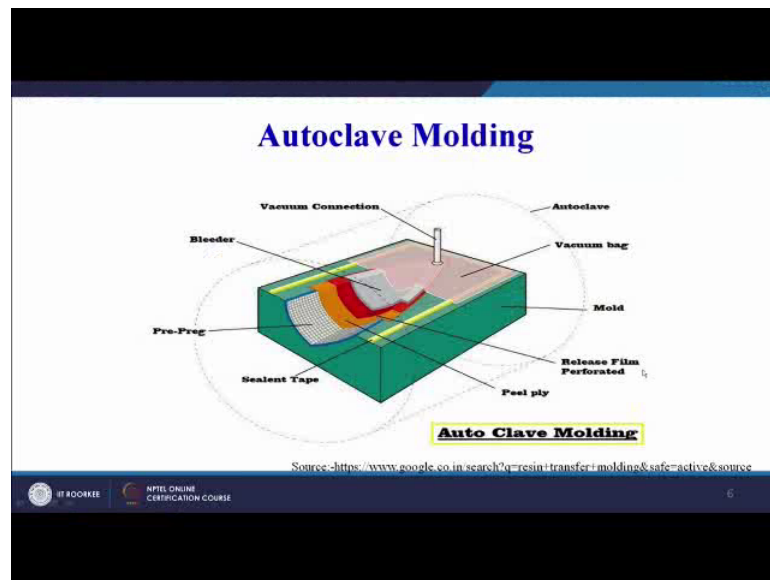 Autoclave Molding
Vacuum Connection
Autoclave
Bleeder
Vacuum bag
Mold
Pre-Preg
Release Film
Perforated
Sealent Tape
Peel ply
Auto Clave Molding
Source:-https://www.google.co.in/search?q=resin+transfer+molding&safe=active&source
IIT ROORKEE
NPTEL ONLINE
CERTIFICATION COURSE
6